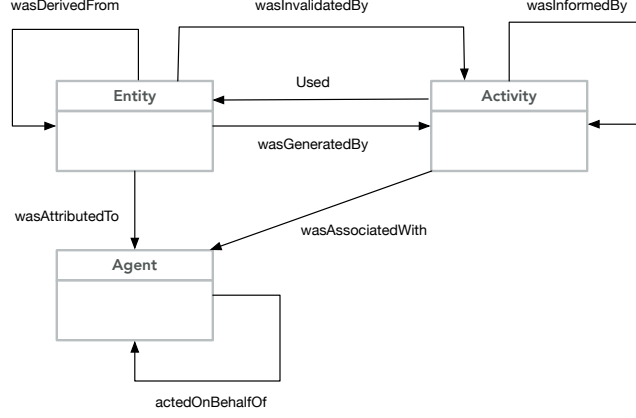 wasDerivedFrom
wasInvalidatedBy
wasInformedBy
Entity
Used
Activity
wasGeneratedBy
wasAttributedTo
wasAssociatedWith
Agent
actedOnBehalfOf